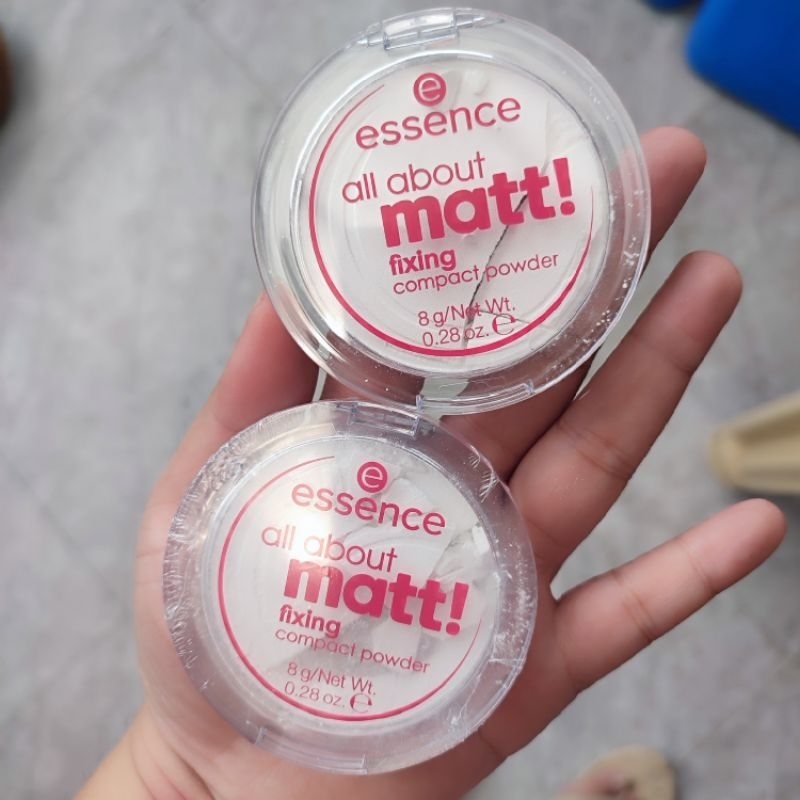 e
essence
all about
matt!
fixing
compact powder
8 g/Net Wt.
0.28 oz. ℮
e
essence
all about
matt!
fixing
compact powder
8 g/Net Wt.
0.28 oz. ℮